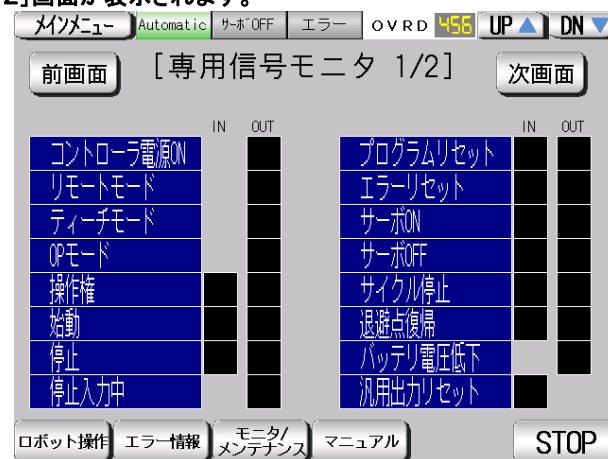 2]画面が表示されます。
メインメニュー Automatic サーボOFF エラー OVRD 456 UP DN
前画面 [専用信号モニタ 1/2] 次画面
IN OUT IN OUT
コントローラ電源ON プログラムリセット
リモートモード エラーリセット
ティーチモード サーボON
OPモード サーボOFF
操作権 サイクル停止
始動 退避点復帰
停止 バッテリ電圧低下
停止入力中 汎用出力リセット
ロボット操作 エラー情報 モニタ/メンテナンス マニュアル STOP